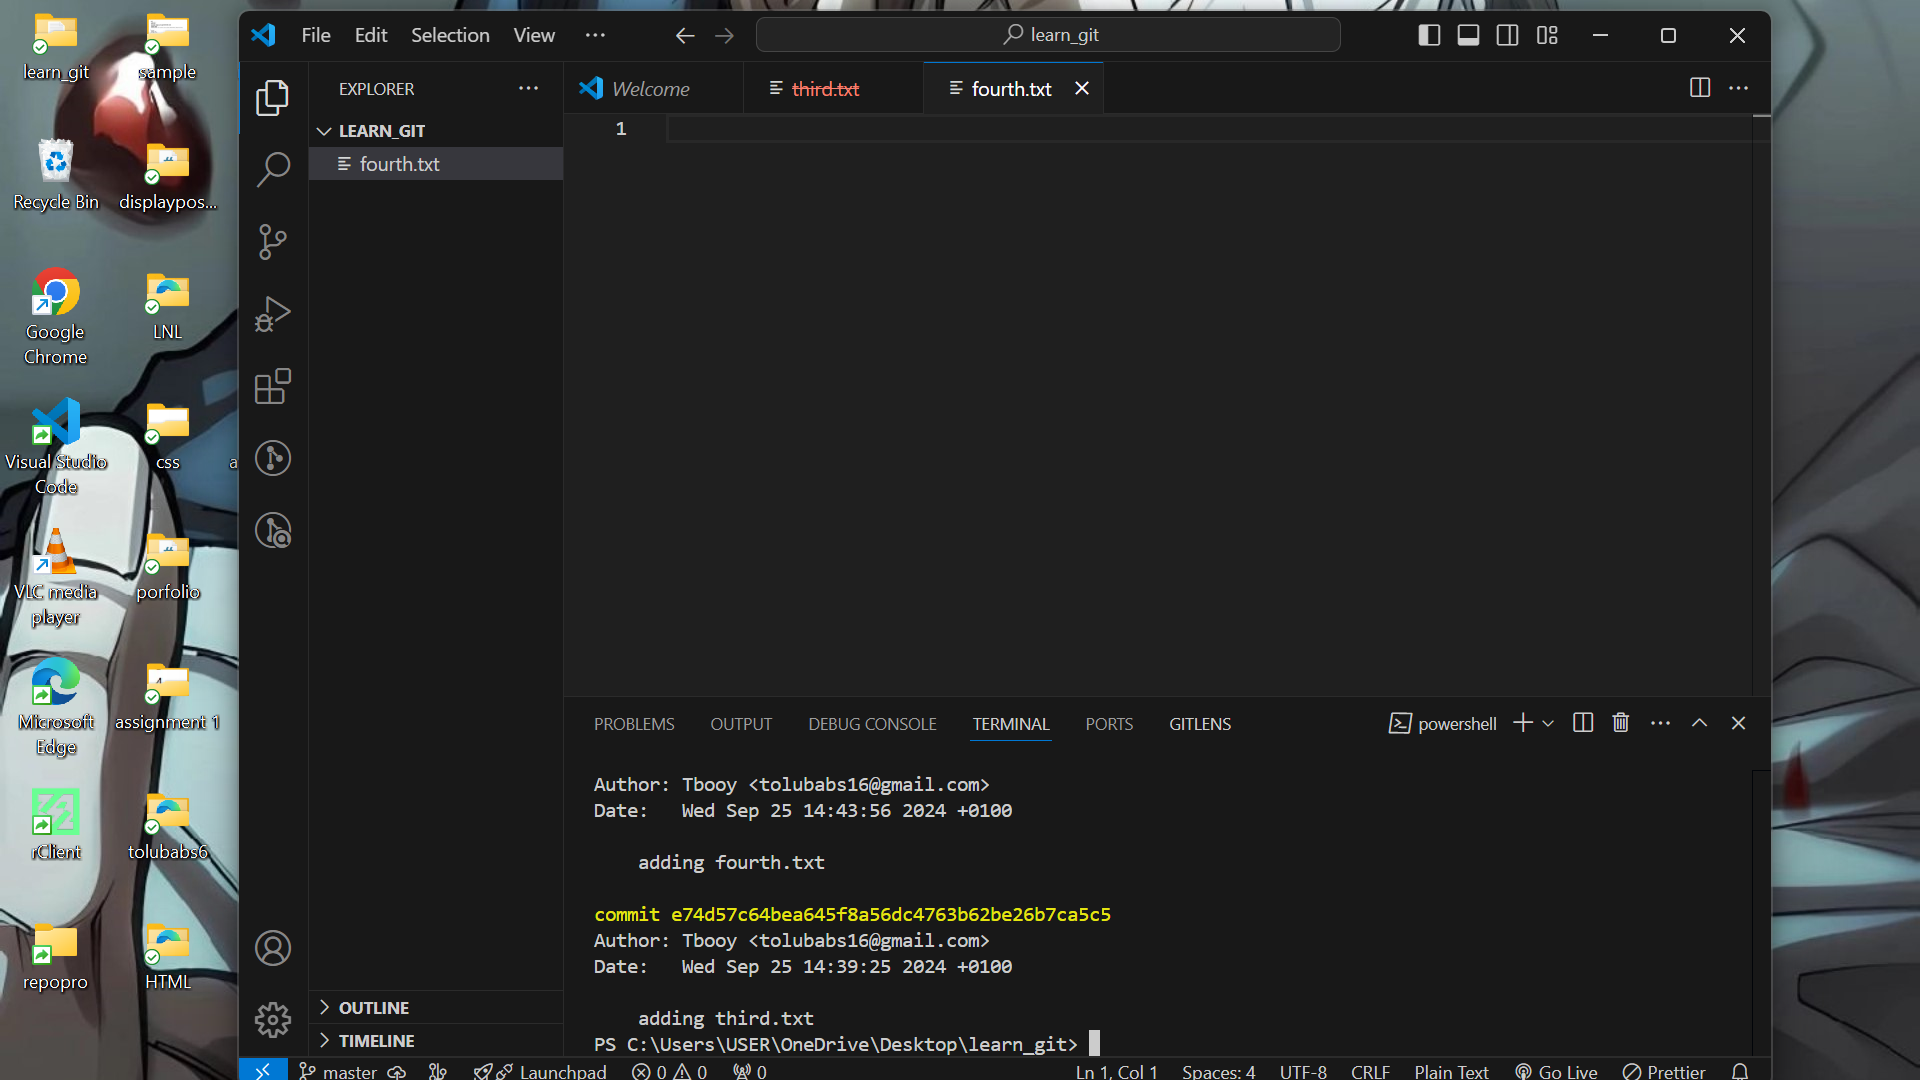 learn_git
sample
Recycle Bin
displaypos...
Google
Chrome
LNL
Visual Studio
Code
css
VLC media
player
porfolio
Microsoft
Edge
assignment 1
rClient
tolubabs6
repopro
HTML
File Edit Selection View ···
learn_git
EXPLORER ···
LEARN_GIT
fourth.txt
OUTLINE
TIMELINE
Welcome
third.txt
fourth.txt
1
PROBLEMS OUTPUT DEBUG CONSOLE TERMINAL PORTS GITLENS
powershell
Author: Tbooy <tolubabs16@gmail.com>
Date:   Wed Sep 25 14:43:56 2024 +0100
adding fourth.txt
commit e74d57c64bea645f8a56dc4763b62be26b7ca5c5
Author: Tbooy <tolubabs16@gmail.com>
Date:   Wed Sep 25 14:39:25 2024 +0100
adding third.txt
PS C:\Users\USER\OneDrive\Desktop\learn_git>
master Launchpad 0 0 0 Ln 1, Col 1 Spaces: 4 UTF-8 CRLF Plain Text Go Live Prettier